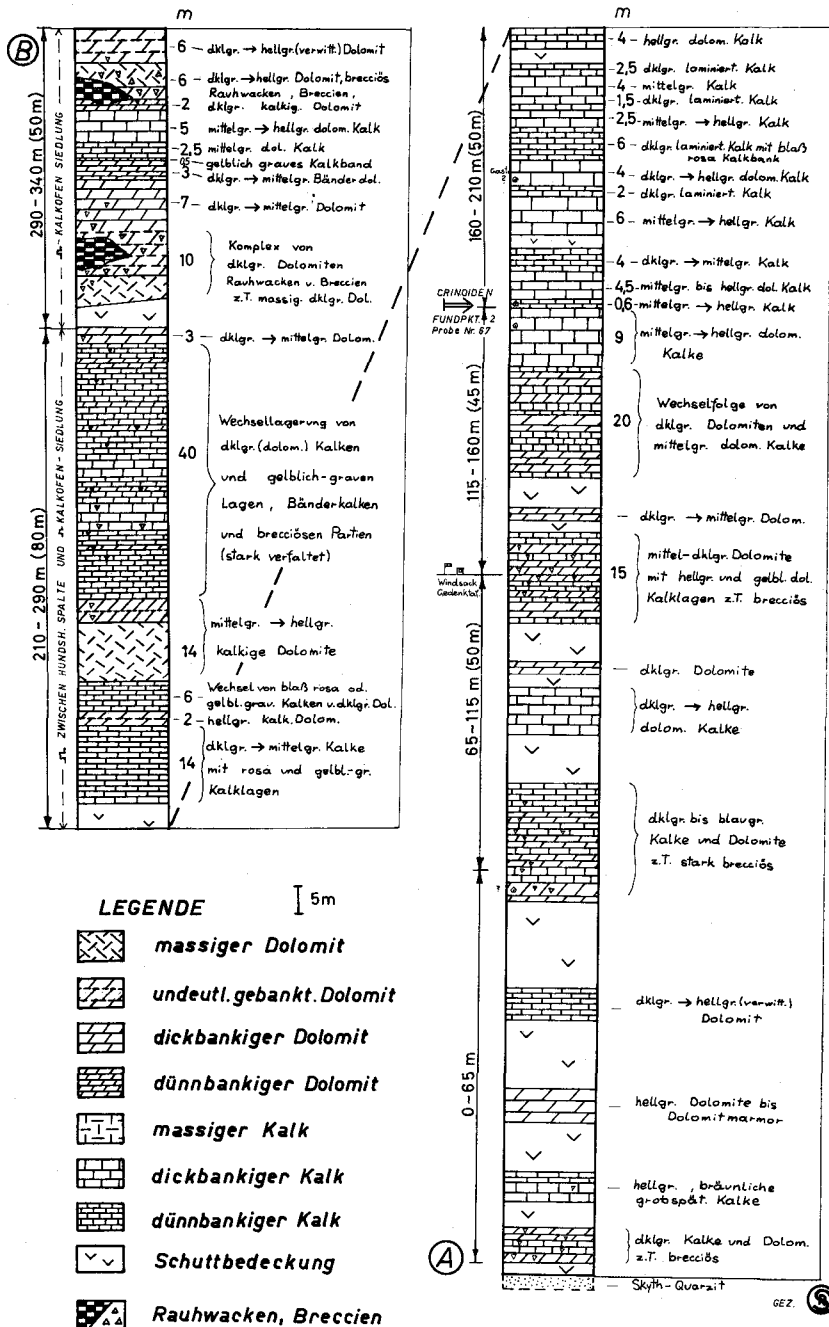 m
B
290-340 m (50m)
KALKOFEN SIEDLUNG
6 – dklgr. → hellgr. (verwitt.) Dolomit
6 – dklgr. → hellgr. Dolomit, brecciös
Rauhwacken, Breccien,
2 – dklgr. kalkig. Dolomit
5 mittelgr. → hellgr. dolom. Kalk
2,5 mittelgr. dol. Kalk
0,5 gelblich graues Kalkband
3 – dklgr. → mittelgr. Bänder dol.
7 – dklgr. → mittelgr. Dolomit
10 Komplex von
dklgr. Dolomiten
Rauhwacken u. Breccien
z.T. massig. dklgr. Dol.
210-290 m (80m)
ZWISCHEN HUNDSH. SPALTE UND KALKOFEN-SIEDLUNG
3 – dklgr. → mittelgr. Dolom.
40 Wechsellagerung von
dklgr. (dolom.) Kalken
und gelblich-grauen
Lagen, Bänderkalken
und brecciösen Partien
(stark verfaltet)
14 mittelgr. → hellgr.
kalkige Dolomite
6 – Wechsel von blaß rosa od.
gelbl. grau. Kalken u. dklgr. Dol.
2 – hellgr. kalk. Dolom.
14 dklgr. → mittelgr. Kalke
mit rosa und gelbl.-gr.
Kalklagen
LEGENDE
5m
massiger Dolomit
undeutl. gebankt. Dolomit
dickbankiger Dolomit
dünnbankiger Dolomit
massiger Kalk
dickbankiger Kalk
dünnbankiger Kalk
Schuttbedeckung
Rauhwacken, Breccien
m
160-210 m (50m)
4 – hellgr. dolom. Kalk
2,5 dklgr. laminiert. Kalk
4 – mittelgr. Kalk
1,5 dklgr. laminiert. Kalk
2,5 – mittelgr. → hellgr. Kalk
6 dklgr. laminiert. Kalk mit blaß
rosa Kalkbank
Gast.
?
4 – dklgr. → hellgr. dolom. Kalk
2 – dklgr. laminiert. Kalk
6 – mittelgr. → hellgr. Kalk
4 – dklgr. → mittelgr. Kalk
4,5 mittelgr. bis hellgr. dol. Kalk
CRINOIDEN
FUNDPKT. 2
Probe Nr. 67
0,6 mittelgr. → hellgr. Kalk
115-160 m (45m)
9 mittelgr. → hellgr. dolom.
Kalke
20 Wechselfolge von
dklgr. Dolomiten und
mittelgr. dolom. Kalke
– dklgr. → mittelgr. Dolom.
15 mittel-dklgr. Dolomite
mit hellgr. und gelbl. dol.
Kalklagen z.T. brecciös
Windsack
Gedenktaf.
65-115 m (50m)
– dklgr. Dolomite
dklgr. → hellgr.
dolom. Kalke
dklgr. bis blaugr.
Kalke und Dolomite
z.T. stark brecciös
?
0-65 m
– dklgr. → hellgr. (verwitt.)
Dolomit
– hellgr. Dolomite bis
Dolomitmarmor
– hellgr., bräunliche
grobspät. Kalke
A
dklgr. Kalke und Dolom.
z.T. brecciös
– Skyth-Quarzit
GEZ.